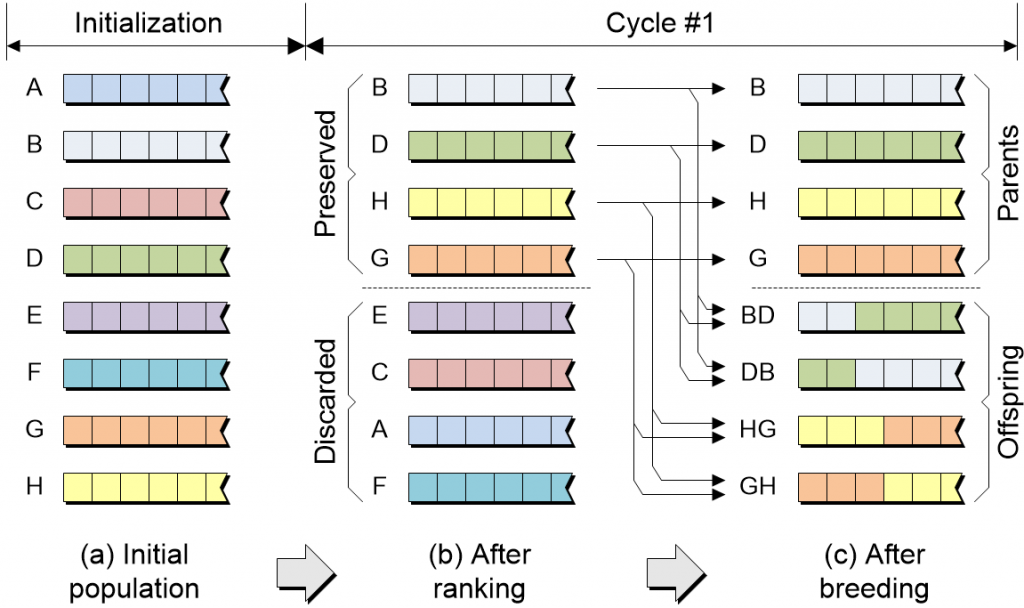 Initialization
Cycle #1
A
B
C
D
E
F
G
H
Preserved
Discarded
B
D
H
G
E
C
A
F
B
D
H
G
BD
DB
HG
GH
Parents
Offspring
(a) Initial
population
(b) After
ranking
(c) After
breeding